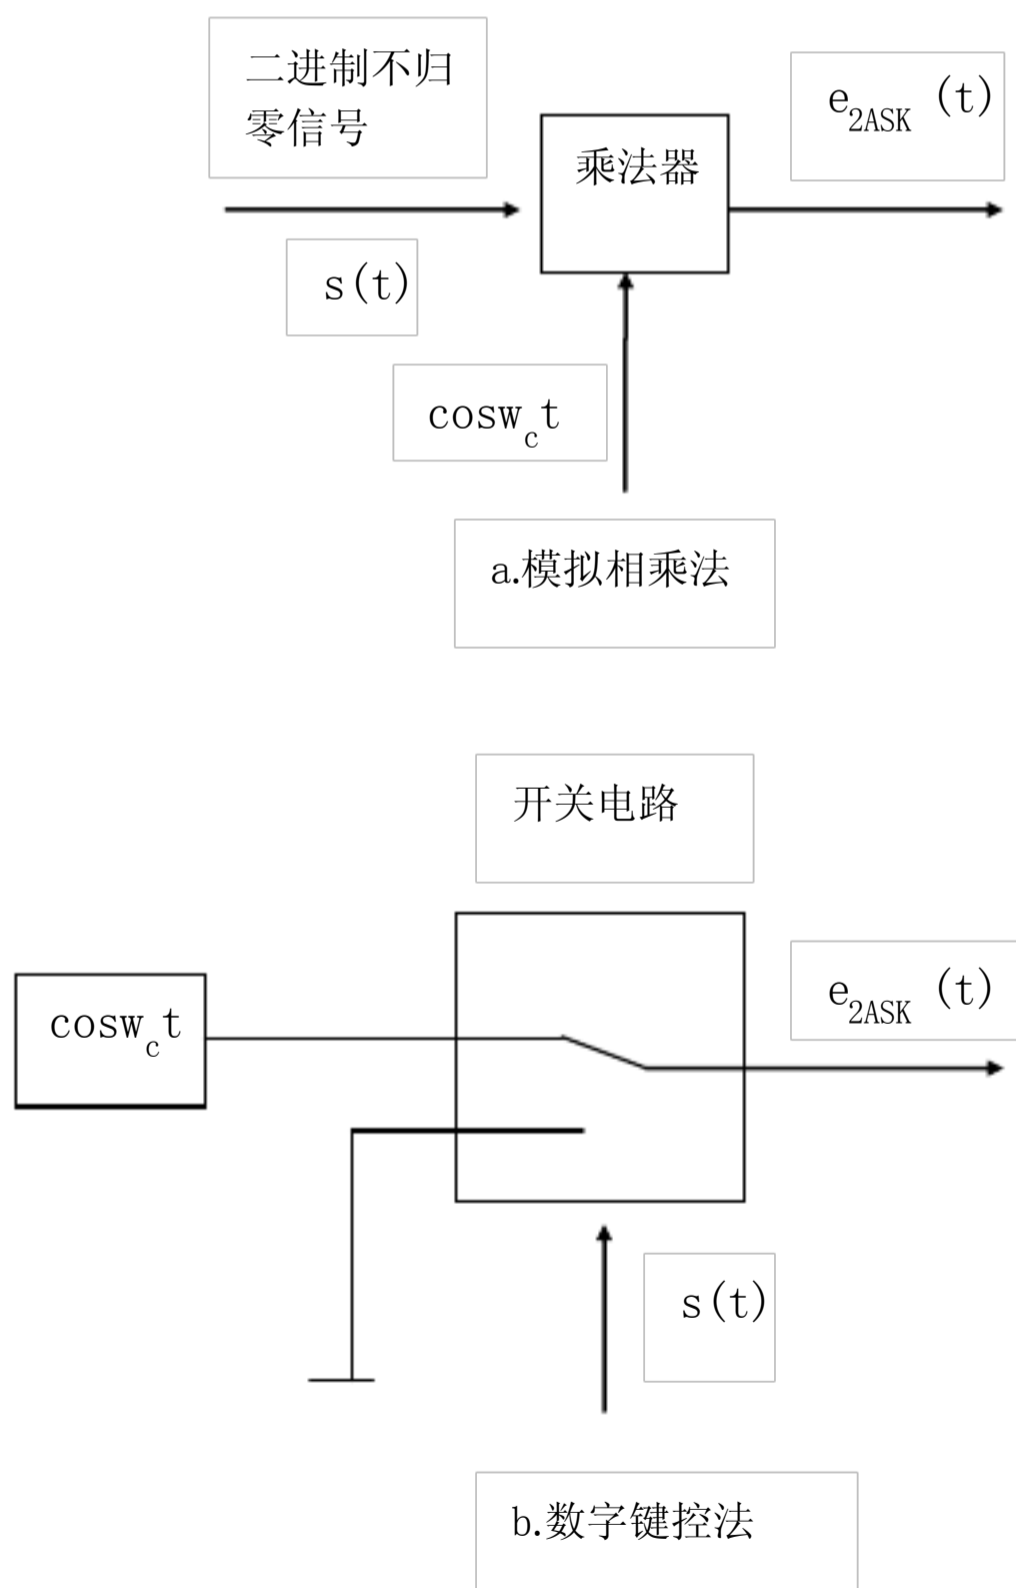 二进制不归
零信号
乘法器
e2ASK (t)
s(t)
coswct
a.模拟相乘法
开关电路
coswct
e2ASK (t)
s(t)
b.数字键控法